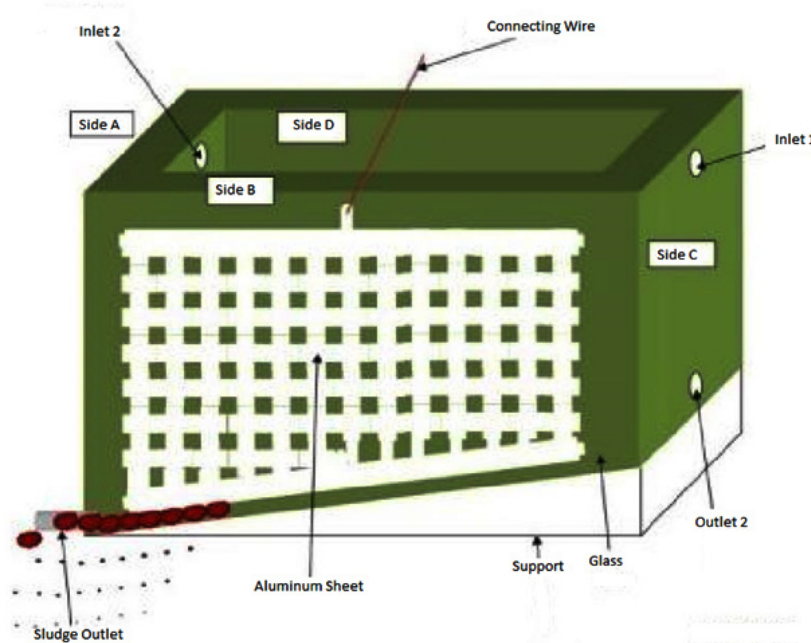 Inlet 2
Connecting Wire
Side A
Side D
Inlet 1
Side B
Side C
Outlet 2
Glass
Support
Aluminum Sheet
Sludge Outlet